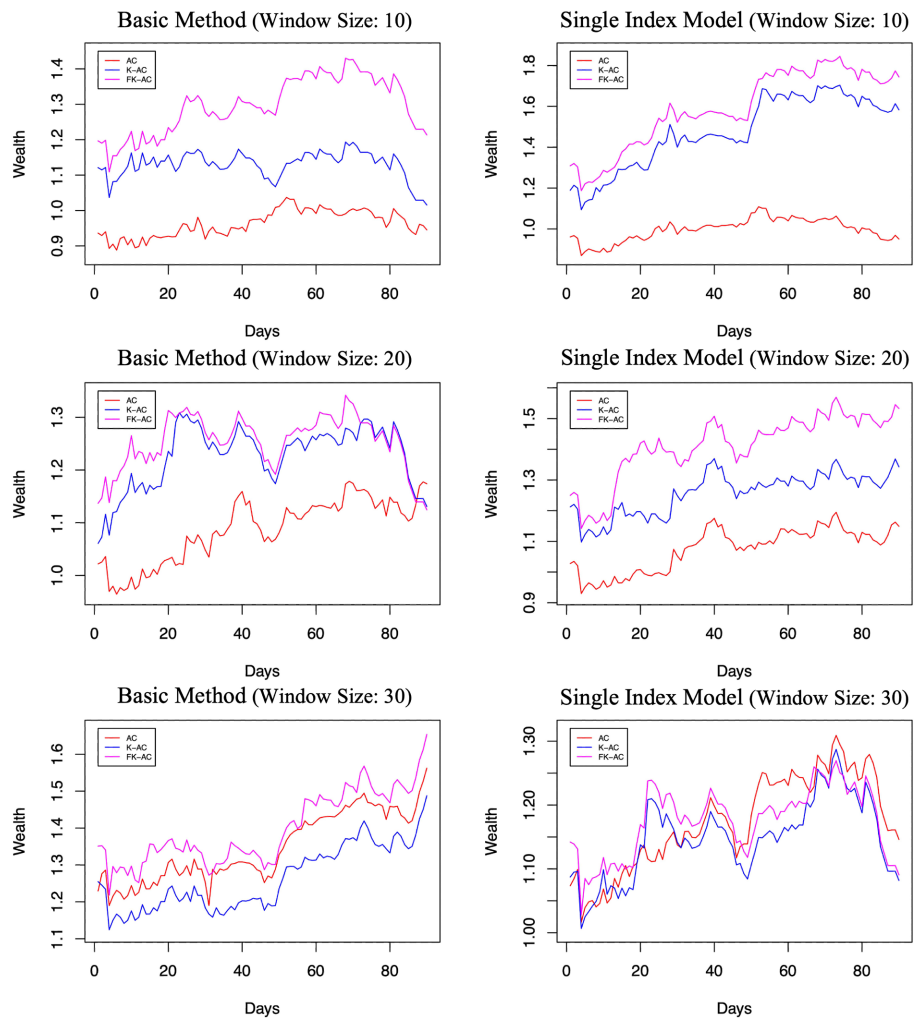 Basic Method (Window Size: 10)
Wealth
1.4
1.3
1.2
1.1
1.0
0.9
AC
K-AC
FK-AC
0 20 40 60 80
Days
Single Index Model (Window Size: 10)
Wealth
1.8
1.6
1.4
1.2
1.0
AC
K-AC
FK-AC
0 20 40 60 80
Days
Basic Method (Window Size: 20)
Wealth
1.3
1.2
1.1
1.0
AC
K-AC
FK-AC
0 20 40 60 80
Days
Single Index Model (Window Size: 20)
Wealth
1.5
1.3
1.1
0.9
AC
K-AC
FK-AC
0 20 40 60 80
Days
Basic Method (Window Size: 30)
Wealth
1.6
1.5
1.4
1.3
1.2
1.1
AC
K-AC
FK-AC
0 20 40 60 80
Days
Single Index Model (Window Size: 30)
Wealth
1.30
1.20
1.10
1.00
AC
K-AC
FK-AC
0 20 40 60 80
Days